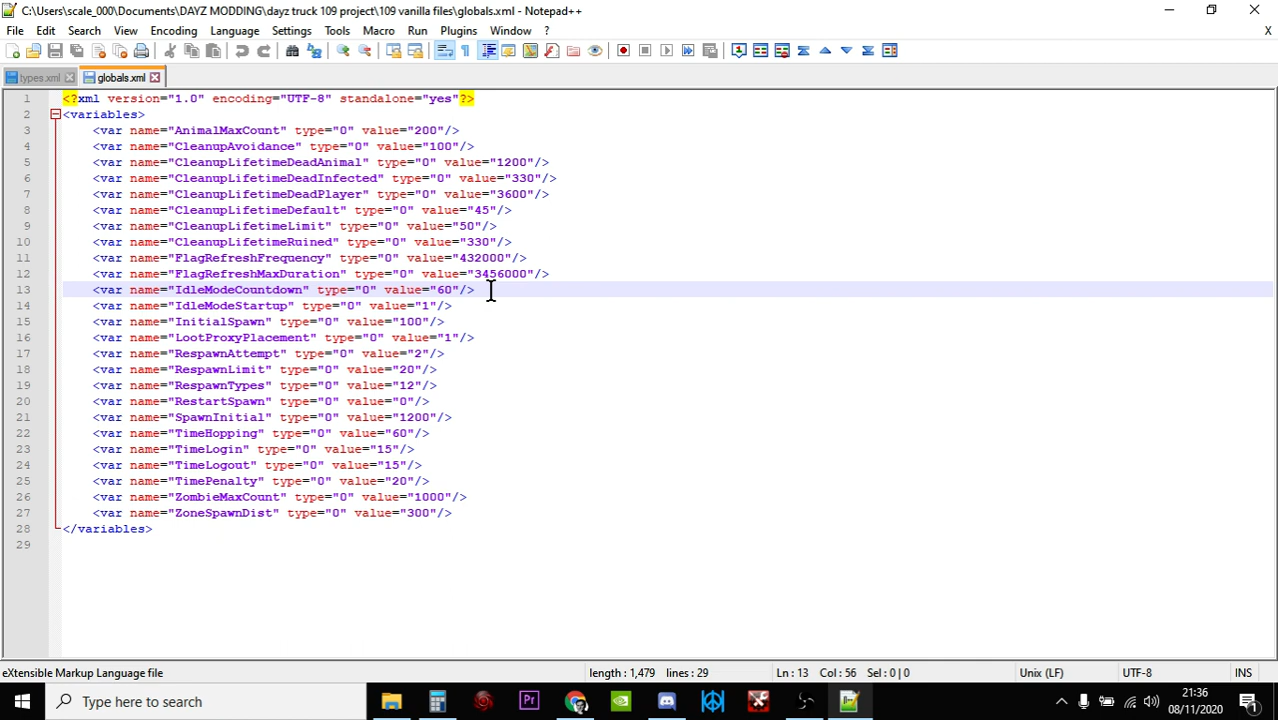 C:\Users\scale_000\Documents\DAYZ MODDING\dayz truck 109 project\109 vanilla files\globals.xml - Notepad++
File Edit Search View Encoding Language Settings Tools Macro Run Plugins Window ? X
types.xml globals.xml
1 <?xml version="1.0" encoding="UTF-8" standalone="yes"?>
2 <variables>
3 <var name="AnimalMaxCount" type="0" value="200"/>
4 <var name="CleanupAvoidance" type="0" value="100"/>
5 <var name="CleanupLifetimeDeadAnimal" type="0" value="1200"/>
6 <var name="CleanupLifetimeDeadInfected" type="0" value="330"/>
7 <var name="CleanupLifetimeDeadPlayer" type="0" value="3600"/>
8 <var name="CleanupLifetimeDefault" type="0" value="45"/>
9 <var name="CleanupLifetimeLimit" type="0" value="50"/>
10 <var name="CleanupLifetimeRuined" type="0" value="330"/>
11 <var name="FlagRefreshFrequency" type="0" value="432000"/>
12 <var name="FlagRefreshMaxDuration" type="0" value="3456000"/>
13 <var name="IdleModeCountdown" type="0" value="60"/>
14 <var name="IdleModeStartup" type="0" value="1"/>
15 <var name="InitialSpawn" type="0" value="100"/>
16 <var name="LootProxyPlacement" type="0" value="1"/>
17 <var name="RespawnAttempt" type="0" value="2"/>
18 <var name="RespawnLimit" type="0" value="20"/>
19 <var name="RespawnTypes" type="0" value="12"/>
20 <var name="RestartSpawn" type="0" value="0"/>
21 <var name="SpawnInitial" type="0" value="1200"/>
22 <var name="TimeHopping" type="0" value="60"/>
23 <var name="TimeLogin" type="0" value="15"/>
24 <var name="TimeLogout" type="0" value="15"/>
25 <var name="TimePenalty" type="0" value="20"/>
26 <var name="ZombieMaxCount" type="0" value="1000"/>
27 <var name="ZoneSpawnDist" type="0" value="300"/>
28 </variables>
29
eXtensible Markup Language file length : 1,479 lines : 29 Ln : 13 Col : 56 Sel : 0 | 0 Unix (LF) UTF-8 INS
Type here to search Pr 21:36
08/11/2020 1